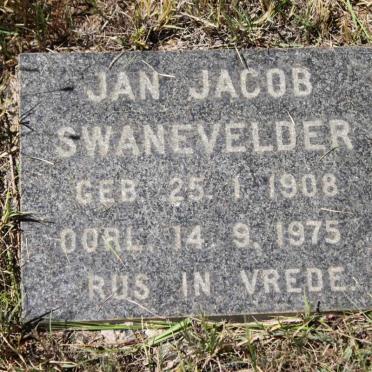 JAN JACOB
SWANEVELDER
GEB. 25. 1. 1908
OORL. 14. 9. 1975
RUS IN VREDE.